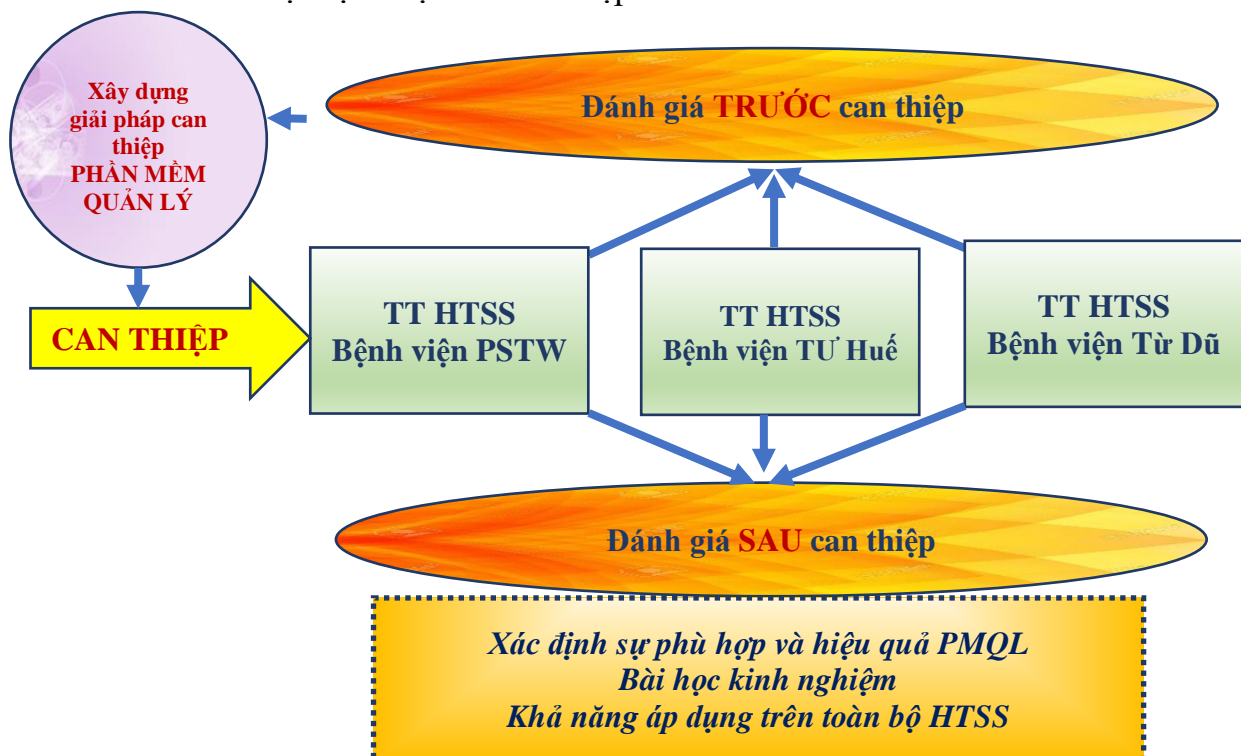 Đánh giá TRƯỚC can thiệp
Xây dựng
giải pháp can
thiệp
PHẦN MỀM
QUẢN LÝ
CAN THIỆP
TT HTSS
Bệnh viện PSTW
TT HTSS
Bệnh viện TƯ Huế
TT HTSS
Bệnh viện Từ Dũ
Đánh giá SAU can thiệp
Xác định sự phù hợp và hiệu quả PMQL
Bài học kinh nghiệm
Khả năng áp dụng trên toàn bộ HTSS